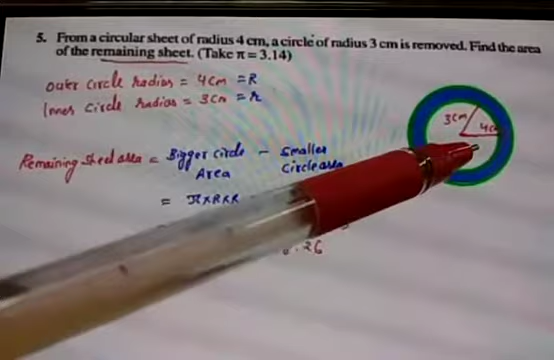 5. From a circular sheet of radius 4 cm, a circle of radius 3 cm is removed. Find the area
of the remaining sheet. (Take π = 3.14)
outer circle radius = 4cm = R
Inner circle radius = 3cm = r
3cm
4c
Remaining sheet area = Bigger circle - Smaller
Area circle area
= π×R×R
.26